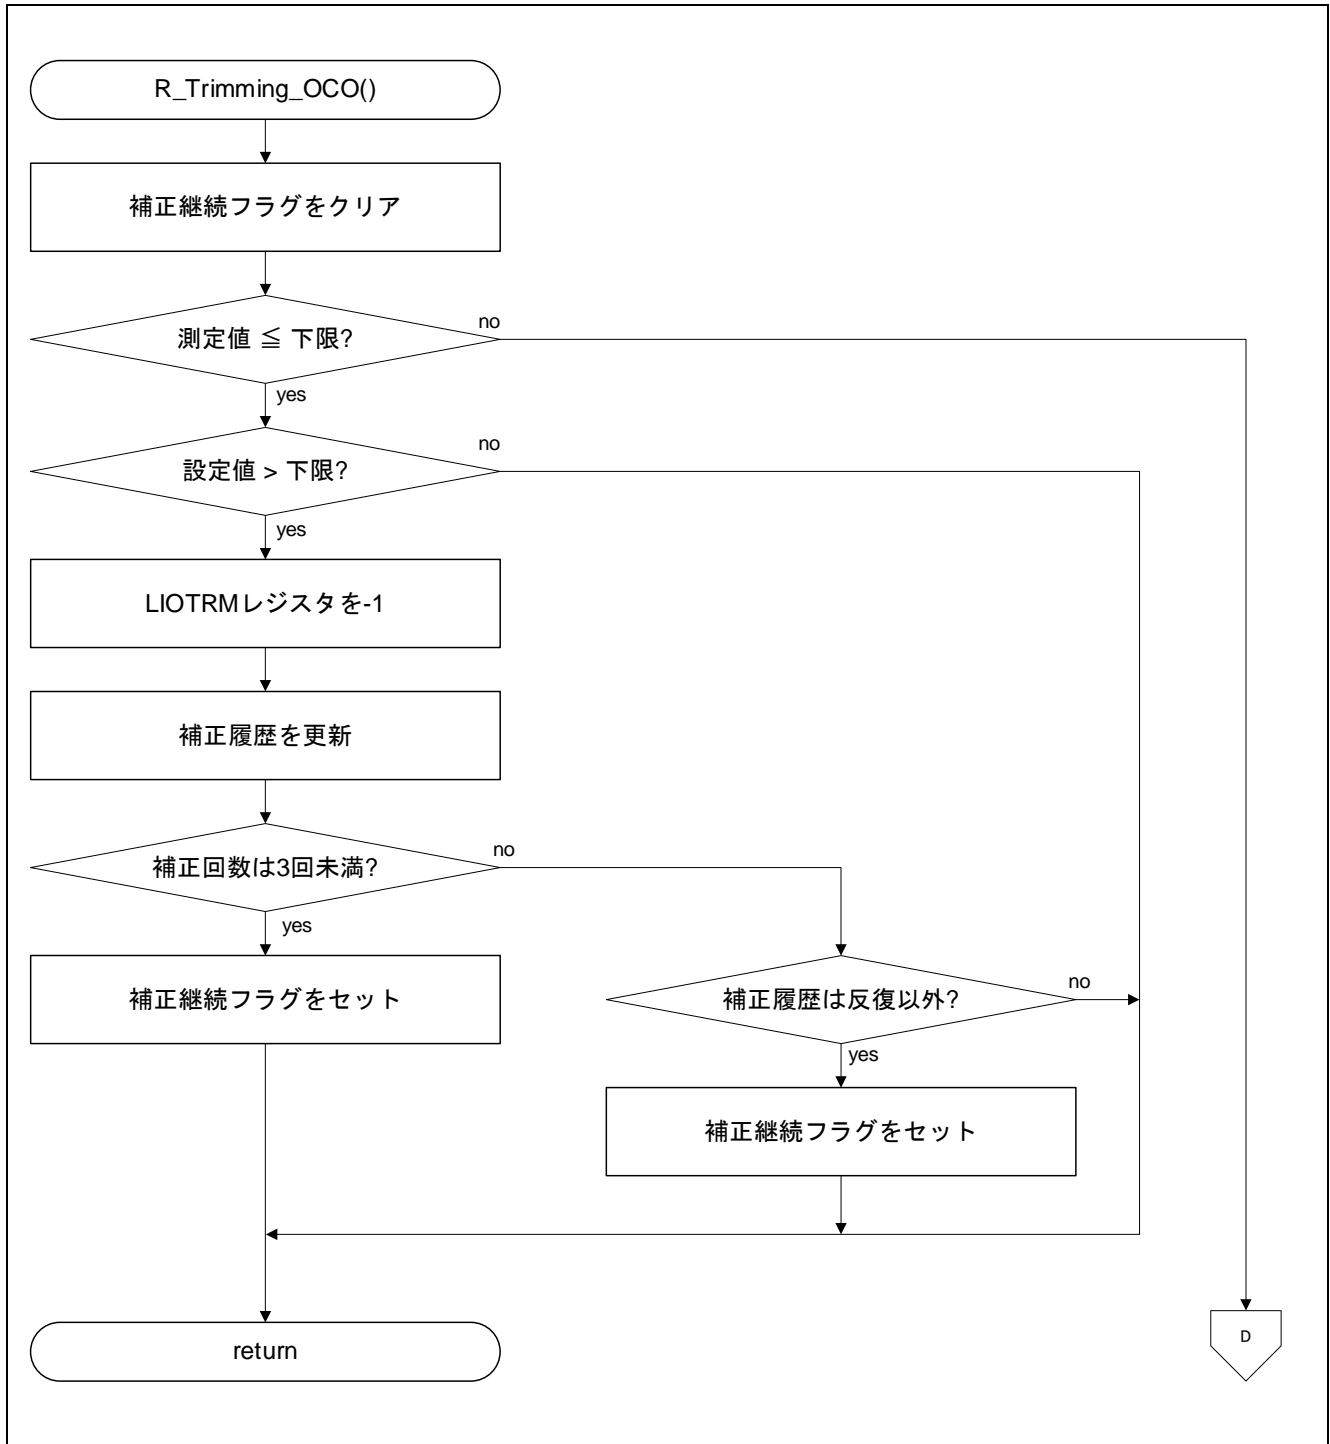 R_Trimming_OCO()
補正継続フラグをクリア
測定値 ≦ 下限?
no
yes
設定値 > 下限?
no
yes
LIOTRMレジスタを-1
補正履歴を更新
補正回数は3回未満?
no
yes
補正継続フラグをセット
補正履歴は反復以外?
no
yes
補正継続フラグをセット
return
D